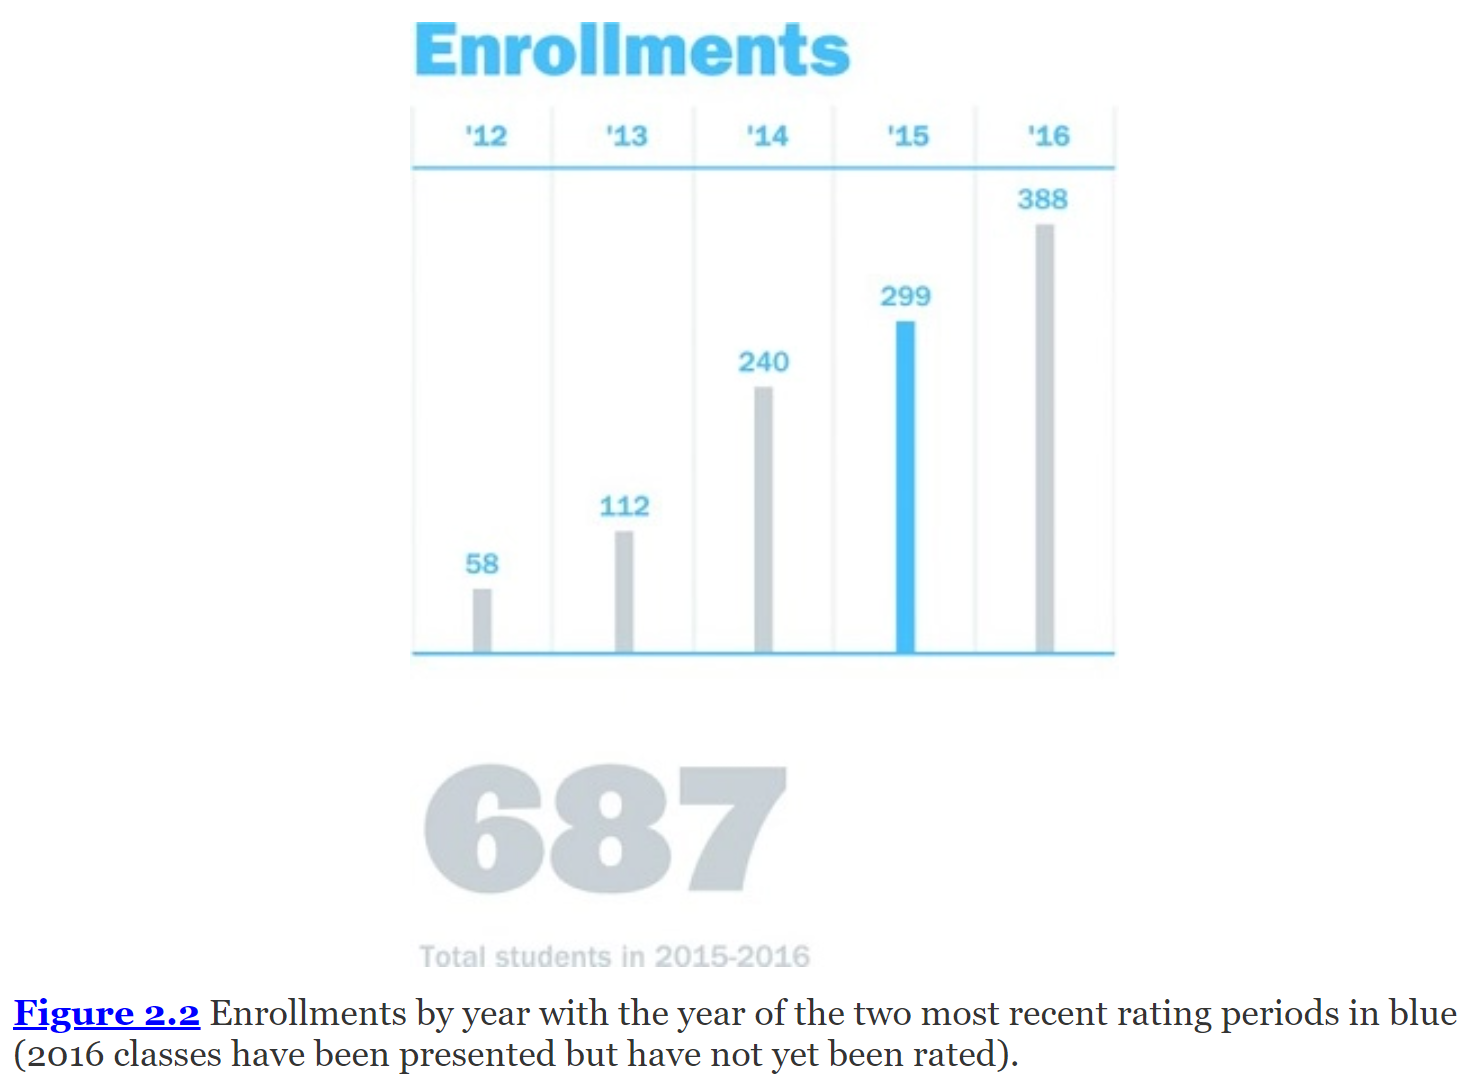 Enrollments
'12 '13 '14 '15 '16
388
299
240
112
58
687
Total students in 2015-2016
Figure 2.2 Enrollments by year with the year of the two most recent rating periods in blue
(2016 classes have been presented but have not yet been rated).